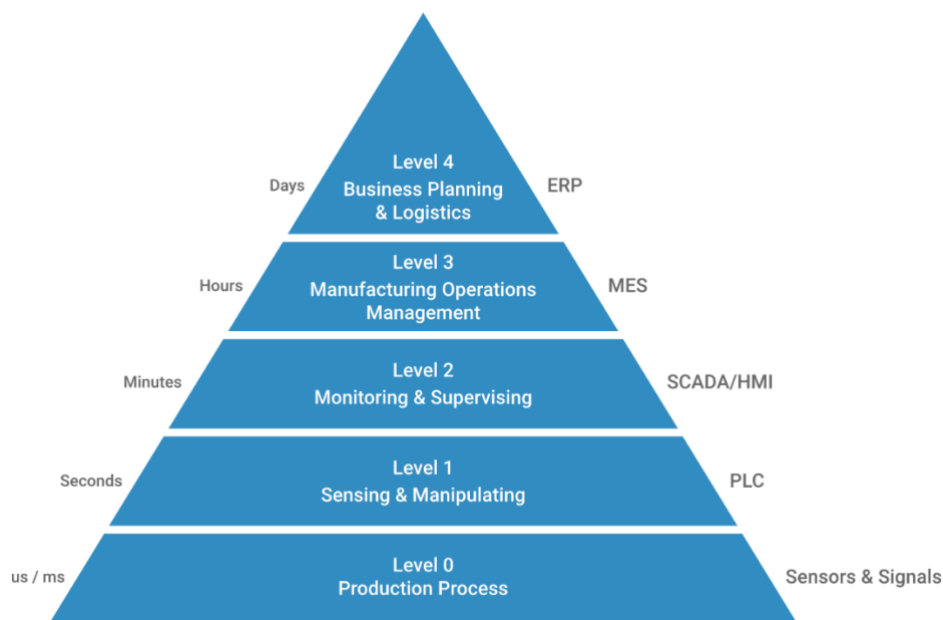 Level 4
Days
Business Planning
& Logistics
ERP
Level 3
Hours
Manufacturing Operations
Management
MES
Level 2
Minutes
Monitoring & Supervising
SCADA/HMI
Level 1
Seconds
Sensing & Manipulating
PLC
Level 0
us / ms
Production Process
Sensors & Signals